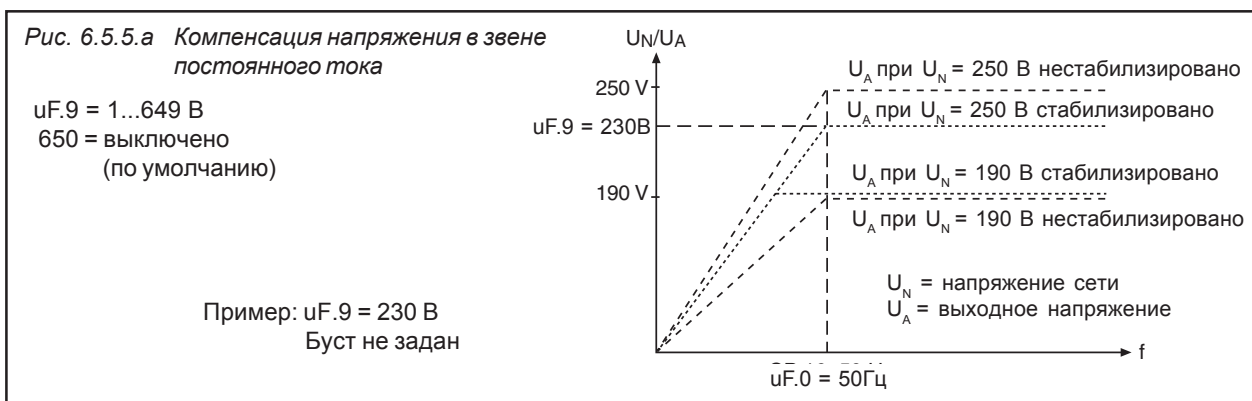 Рис. 6.5.5.a Компенсация напряжения в звене
постоянного тока
uF.9 = 1...649 В
650 = выключено
(по умолчанию)
Пример: uF.9 = 230 В
Буст не задан
UN/UA
250 V
uF.9 = 230В
190 V
UA при UN = 250 В нестабилизировано
UA при UN = 250 В стабилизировано
UA при UN = 190 В стабилизировано
UA при UN = 190 В нестабилизировано
UN = напряжение сети
UA = выходное напряжение
f
uF.0 = 50Гц